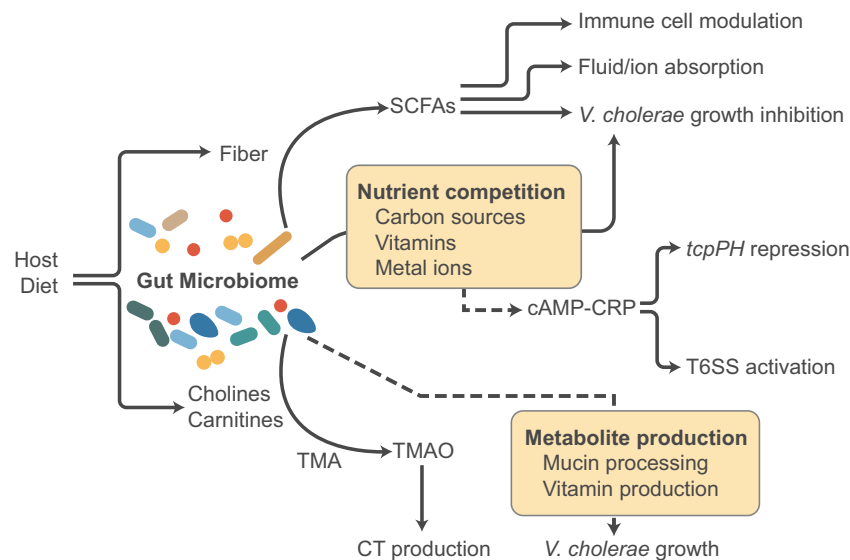 Immune cell modulation
Fluid/ion absorption
SCFAs
V. cholerae growth inhibition
Fiber
Nutrient competition
Carbon sources
Vitamins
Metal ions
tcpPH repression
Host
Diet
Gut Microbiome
cAMP-CRP
T6SS activation
Cholines
Carnitines
TMA
TMAO
Metabolite production
Mucin processing
Vitamin production
CT production
V. cholerae growth